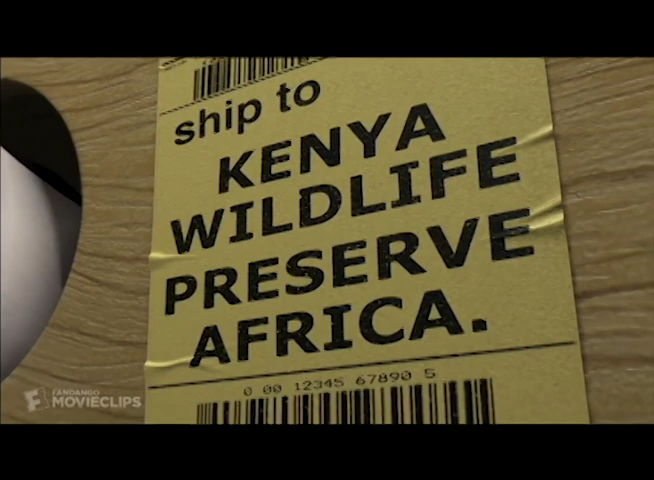 ship to
KENYA
WILDLIFE
PRESERVE
AFRICA.
0 00 12345 67890 5
FANDANGO
MOVIECLIPS